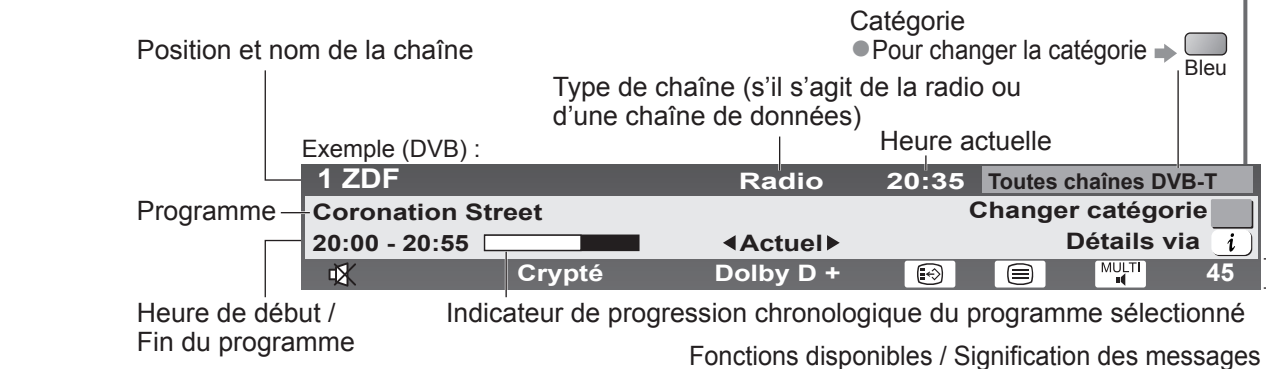 Catégorie
Position et nom de la chaîne
●Pour changer la catégorie
Bleu
Type de chaîne (s'il s'agit de la radio ou
d'une chaîne de données)
Heure actuelle
Exemple (DVB) :
1 ZDF Radio 20:35 Toutes chaînes DVB-T
Programme Coronation Street Changer catégorie
20:00 - 20:55 ◀Actuel▶ Détails via i
Crypté Dolby D + MULTI 45
Heure de début /
Fin du programme
Indicateur de progression chronologique du programme sélectionné
Fonctions disponibles / Signification des messages